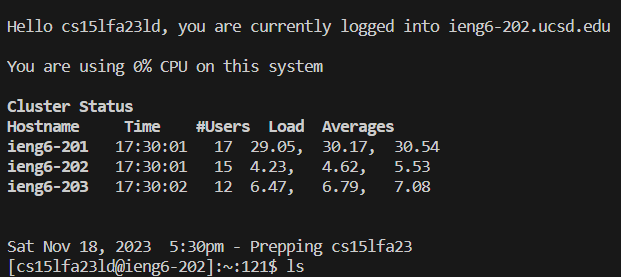 Hello cs15lfa23ld, you are currently logged into ieng6-202.ucsd.edu
You are using 0% CPU on this system
Cluster Status
Hostname     Time    #Users  Load  Averages
ieng6-201   17:30:01   17  29.05,  30.17,  30.54
ieng6-202   17:30:01   15  4.23,   4.62,   5.53
ieng6-203   17:30:02   12  6.47,   6.79,   7.08
Sat Nov 18, 2023  5:30pm - Prepping cs15lfa23
[cs15lfa23ld@ieng6-202]:~:121$ ls